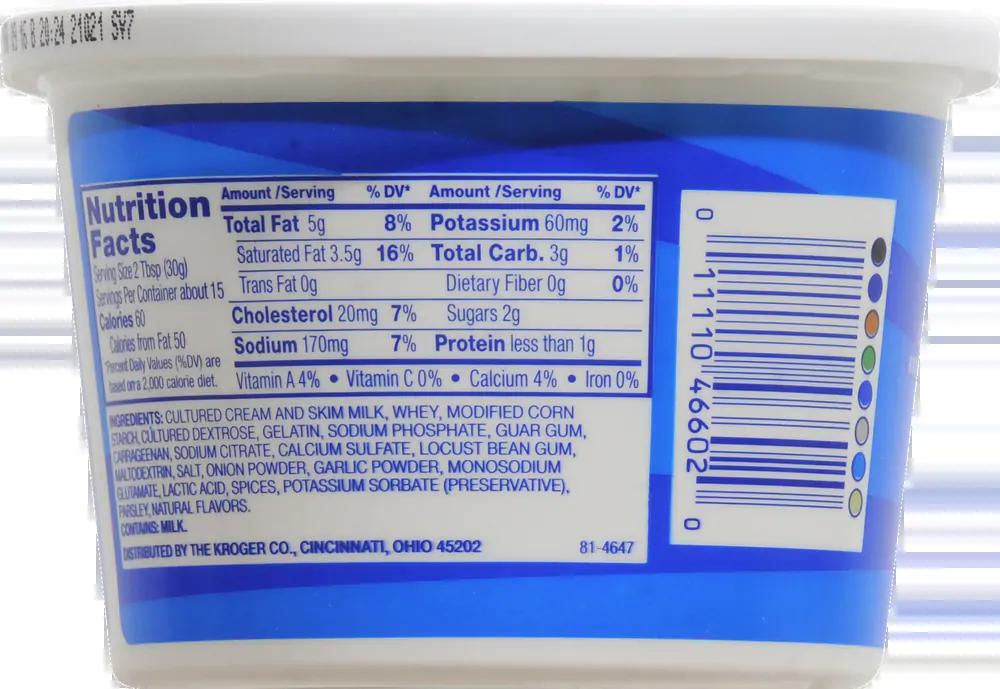 B 20:24 21021 SW7
Nutrition
Facts
Serving Size 2 Tbsp (30g)
Servings Per Container about 15
Calories 60
Calories from Fat 50
*Percent Daily Values (%DV) are
based on a 2,000 calorie diet.
Amount /Serving % DV* Amount /Serving % DV*
Total Fat 5g 8% Potassium 60mg 2%
Saturated Fat 3.5g 16% Total Carb. 3g 1%
Trans Fat 0g Dietary Fiber 0g 0%
Cholesterol 20mg 7% Sugars 2g
Sodium 170mg 7% Protein less than 1g
Vitamin A 4% • Vitamin C 0% • Calcium 4% • Iron 0%
INGREDIENTS: CULTURED CREAM AND SKIM MILK, WHEY, MODIFIED CORN
STARCH, CULTURED DEXTROSE, GELATIN, SODIUM PHOSPHATE, GUAR GUM,
CARRAGEENAN, SODIUM CITRATE, CALCIUM SULFATE, LOCUST BEAN GUM,
MALTODEXTRIN, SALT, ONION POWDER, GARLIC POWDER, MONOSODIUM
GLUTAMATE, LACTIC ACID, SPICES, POTASSIUM SORBATE (PRESERVATIVE),
PARSLEY, NATURAL FLAVORS.
CONTAINS: MILK.
DISTRIBUTED BY THE KROGER CO., CINCINNATI, OHIO 45202 81-4647
0 11110 46602 0